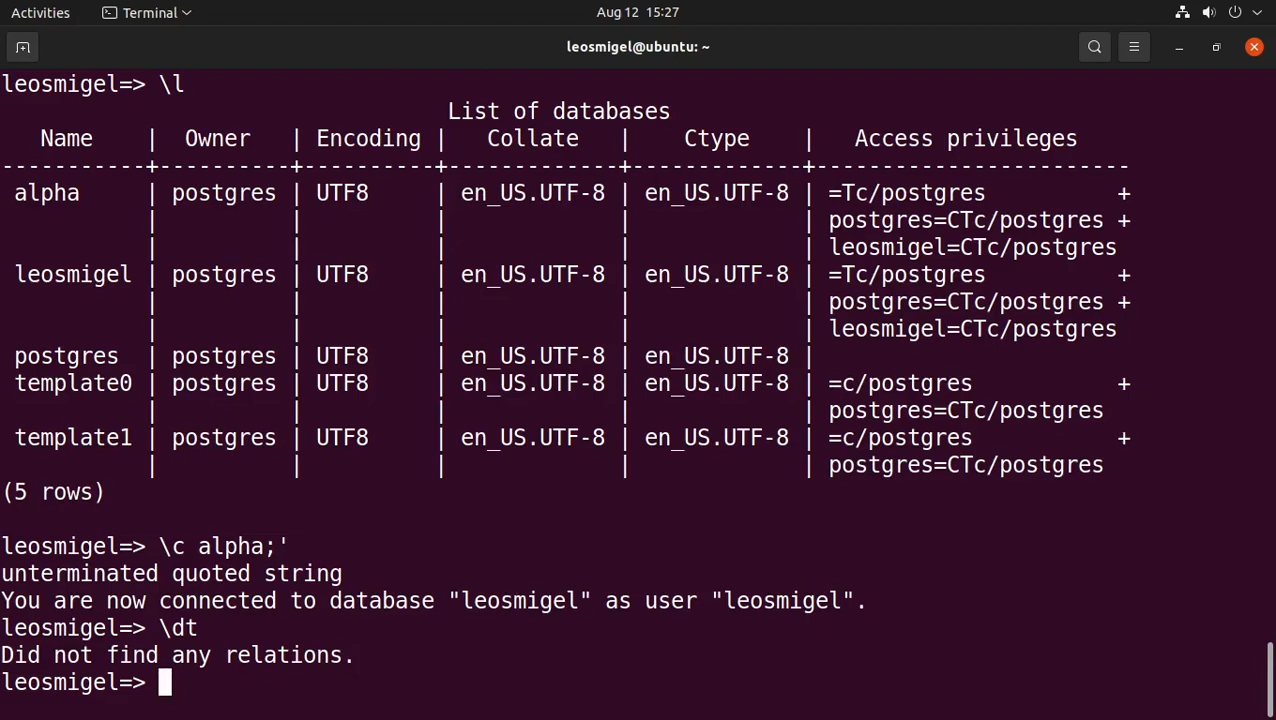 Activities
Terminal
Aug 12 15:27
leosmigel@ubuntu: ~
leosmigel=> \l
                                  List of databases
   Name    |  Owner   | Encoding |   Collate   |    Ctype    |   Access privileges
-----------+----------+----------+-------------+-------------+------------------------
 alpha     | postgres | UTF8     | en_US.UTF-8 | en_US.UTF-8 | =Tc/postgres          +
           |          |          |             |             | postgres=CTc/postgres +
           |          |          |             |             | leosmigel=CTc/postgres
 leosmigel | postgres | UTF8     | en_US.UTF-8 | en_US.UTF-8 | =Tc/postgres          +
           |          |          |             |             | postgres=CTc/postgres +
           |          |          |             |             | leosmigel=CTc/postgres
 postgres  | postgres | UTF8     | en_US.UTF-8 | en_US.UTF-8 |
 template0 | postgres | UTF8     | en_US.UTF-8 | en_US.UTF-8 | =c/postgres           +
           |          |          |             |             | postgres=CTc/postgres
 template1 | postgres | UTF8     | en_US.UTF-8 | en_US.UTF-8 | =c/postgres           +
           |          |          |             |             | postgres=CTc/postgres
(5 rows)

leosmigel=> \c alpha;'
unterminated quoted string
You are now connected to database "leosmigel" as user "leosmigel".
leosmigel=> \dt
Did not find any relations.
leosmigel=>